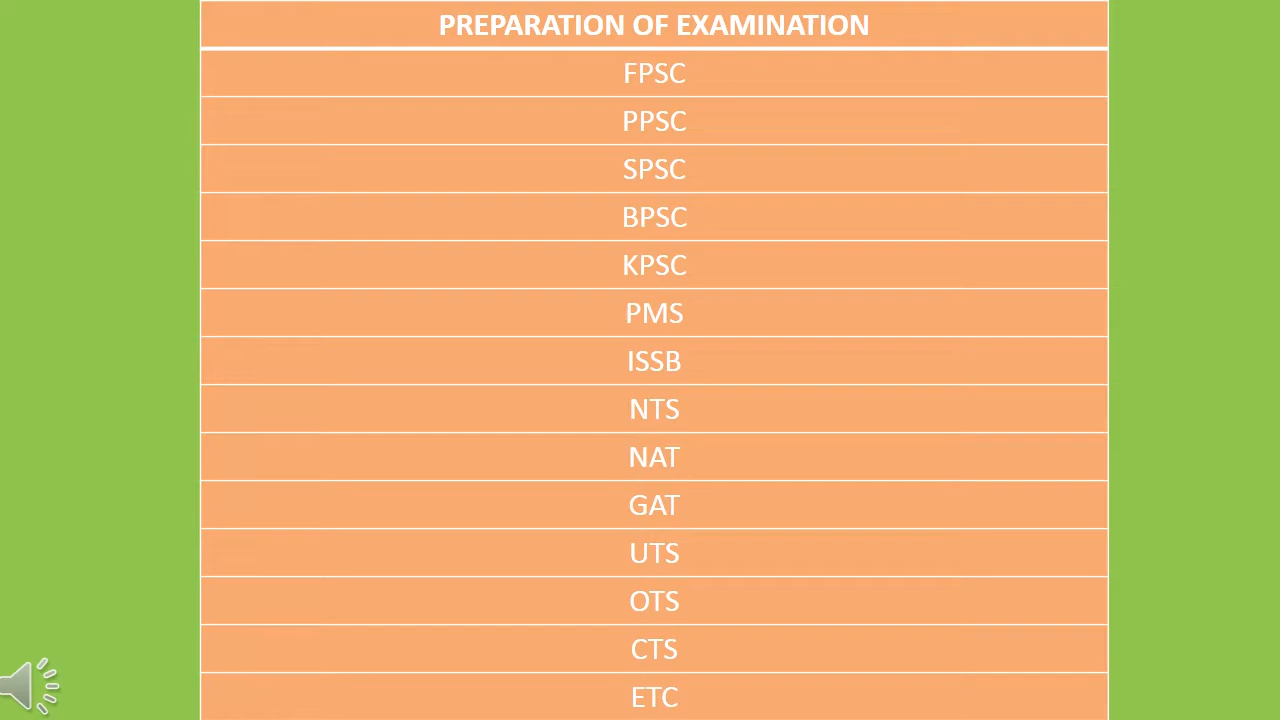 PREPARATION OF EXAMINATION
FPSC
PPSC
SPSC
BPSC
KPSC
PMS
ISSB
NTS
NAT
GAT
UTS
OTS
CTS
ETC